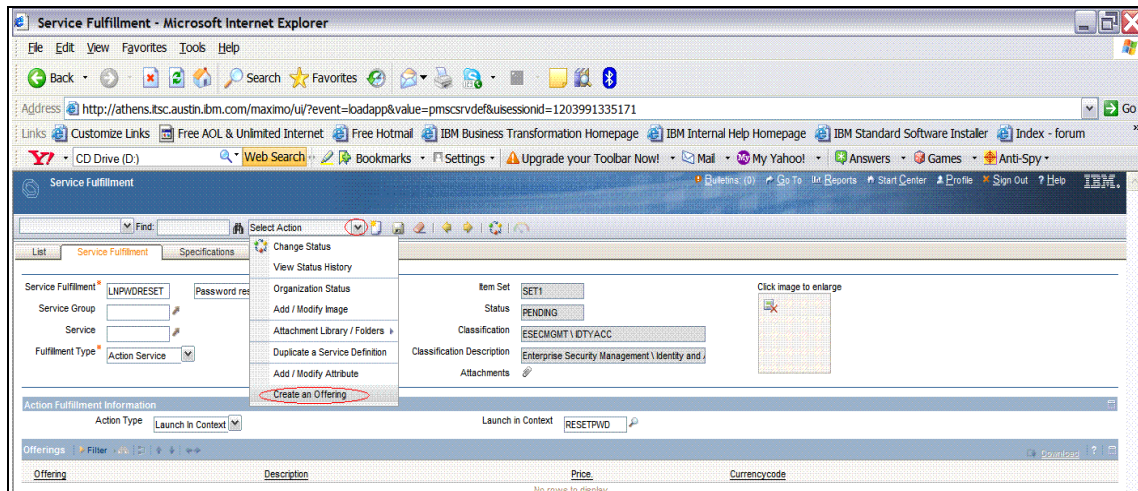 Service Fulfillment - Microsoft Internet Explorer
File Edit View Favorites Tools Help
Back Search Favorites
Address http://athens.itsc.austin.ibm.com/maximo/ui/?event=loadapp&value=pmscsrvdef&uisessionid=1203991335171 Go
Links Customize Links Free AOL & Unlimited Internet Free Hotmail IBM Business Transformation Homepage IBM Internal Help Homepage IBM Standard Software Installer Index - forum
Y! CD Drive (D:) Web Search Bookmarks Settings Upgrade your Toolbar Now! Mail My Yahoo! Answers Games Anti-Spy
Service Fulfillment Bulletins: (0) Go To Reports Start Center Profile Sign Out ? Help IBM.
Find: Select Action
List Service Fulfillment Specifications
Change Status
View Status History
Organization Status
Add / Modify Image
Attachment Library / Folders
Duplicate a Service Definition
Add / Modify Attribute
Create an Offering
Service Fulfillment* LNPWDRESET Password res
Service Group
Service
Fulfillment Type* Action Service
Item Set SET1
Status PENDING
Classification ESECMGMT \ IDTYACC
Classification Description Enterprise Security Management \ Identity and
Attachments
Click image to enlarge
Action Fulfillment Information
Action Type Launch In Context Launch in Context RESETPWD
Offerings Filter Download ?
Offering Description Price. Currencycode
No rows to display